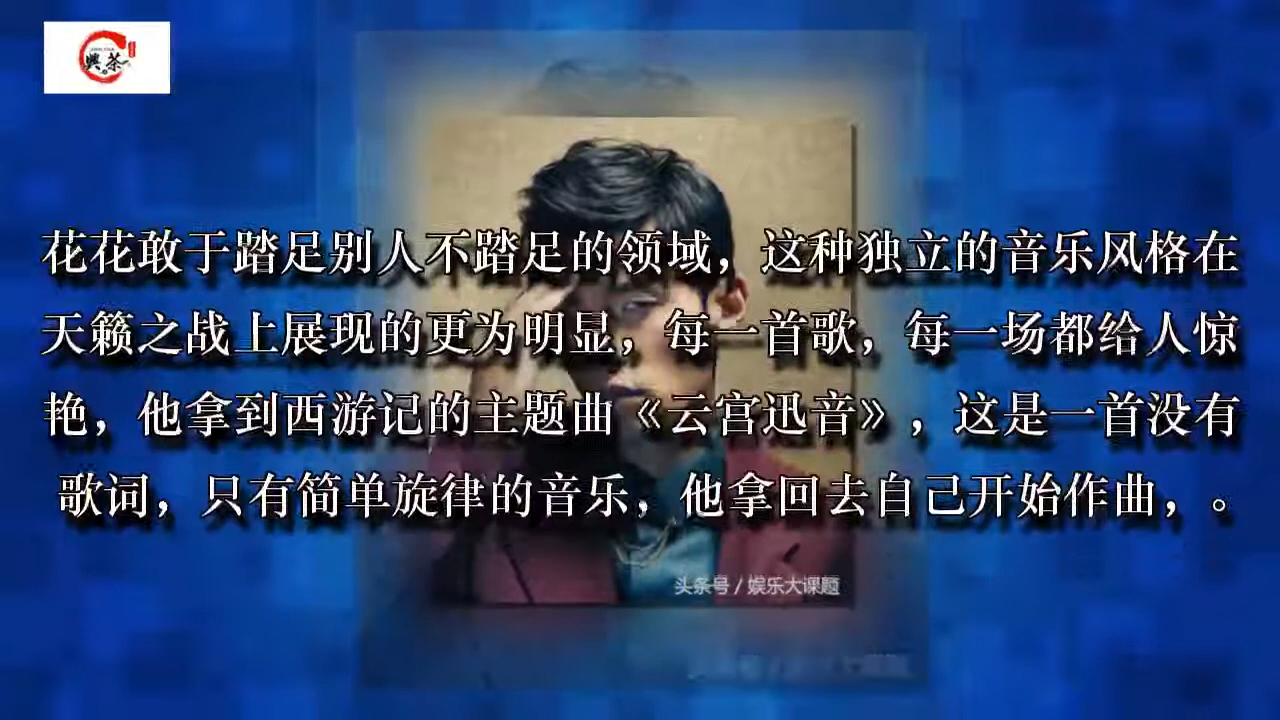 興茶
花花敢于踏足别人不踏足的领域，这种独立的音乐风格在
天籁之战上展现的更为明显，每一首歌，每一场都给人惊
艳，他拿到西游记的主题曲《云宫迅音》，这是一首没有
歌词，只有简单旋律的音乐，他拿回去自己开始作曲，。
头条号 / 娱乐大课题